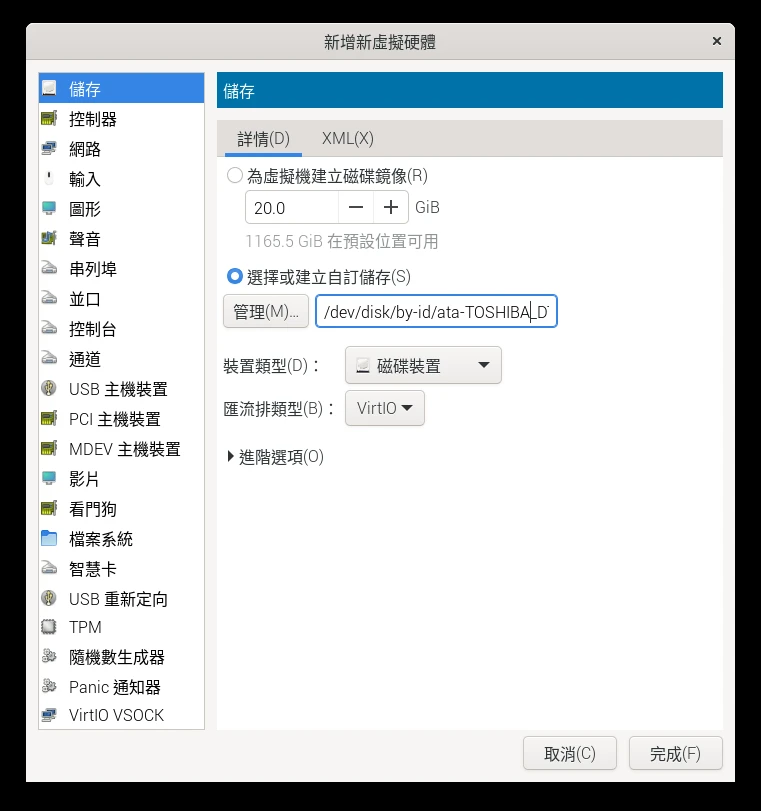 新增新虛擬硬體
儲存
控制器
網路
輸入
圖形
聲音
串列埠
並口
控制台
通道
USB 主機裝置
PCI 主機裝置
MDEV 主機裝置
影片
看門狗
檔案系統
智慧卡
USB 重新定向
TPM
隨機數生成器
Panic 通知器
VirtIO VSOCK
儲存
詳情(D) XML(X)
為虛擬機建立磁碟鏡像(R)
20.0 GiB
1165.5 GiB 在預設位置可用
選擇或建立自訂儲存(S)
管理(M)... /dev/disk/by-id/ata-TOSHIBA_D
裝置類型(D)： 磁碟裝置
匯流排類型(B)： VirtIO
進階選項(O)
取消(C) 完成(F)